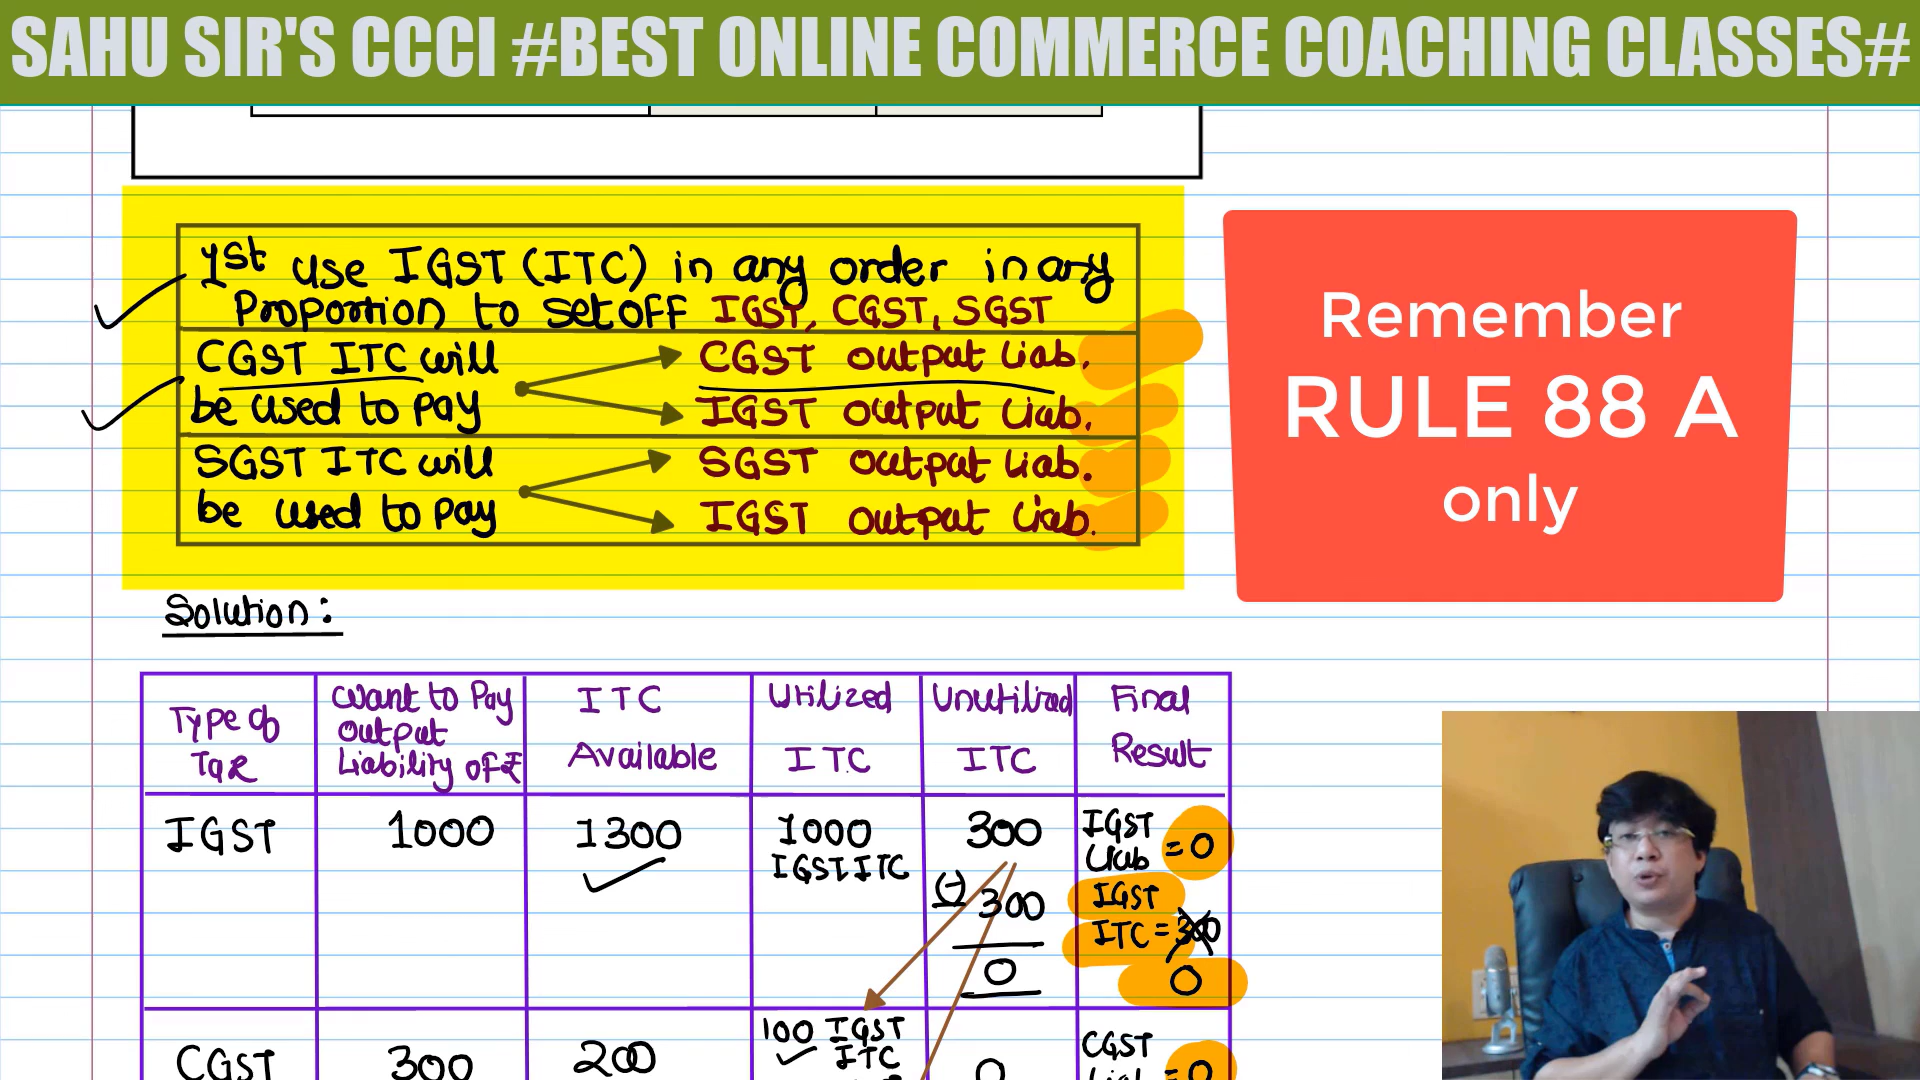 SAHU SIR'S CCCI #BEST ONLINE COMMERCE COACHING CLASSES#
1st use IGST (ITC) in any order in any
Proportion to setoff IGST, CGST, SGST
CGST ITC will
be used to pay
CGST output Liab.
IGST output Liab.
SGST ITC will
be used to pay
SGST output Liab.
IGST output Liab.
Remember
RULE 88 A
only
Solution:
Type of
Tax
Want to Pay
Output
Liability of ₹
ITC
Available
Utilized
ITC
Unutilized
ITC
Final
Result
IGST
1000
1300
1000
IGST ITC
300
(-) 300
0
IGST
Liab = 0
IGST
ITC = 300
0
CGST
300
200
100 IGST
ITC
0
CGST
= 0